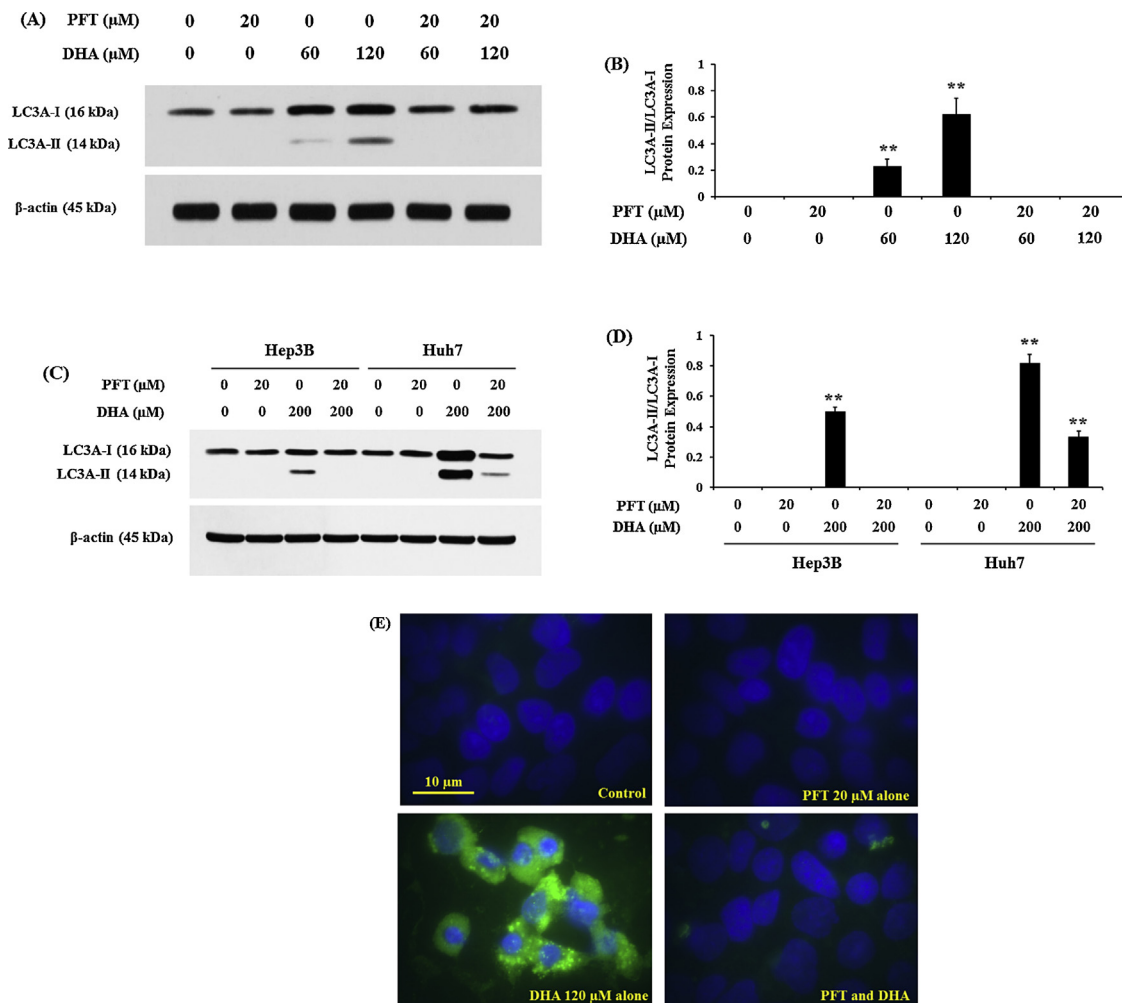 (A)
PFT (µM) 0 20 0 0 20 20
DHA (µM) 0 0 60 120 60 120
LC3A-I (16 kDa)
LC3A-II (14 kDa)
β-actin (45 kDa)
(B)
LC3A-II/LC3A-I
Protein Expression
1
0.8
0.6
0.4
0.2
0
**
**
PFT (µM) 0 20 0 0 20 20
DHA (µM) 0 0 60 120 60 120
(C)
Hep3B Huh7
PFT (µM) 0 20 0 20 0 20 0 20
DHA (µM) 0 0 200 200 0 0 200 200
LC3A-I (16 kDa)
LC3A-II (14 kDa)
β-actin (45 kDa)
(D)
LC3A-II/LC3A-I
Protein Expression
1
0.8
0.6
0.4
0.2
0
**
**
**
PFT (µM) 0 20 0 20 0 20 0 20
DHA (µM) 0 0 200 200 0 0 200 200
Hep3B Huh7
(E)
10 µm
Control
PFT 20 µM alone
DHA 120 µM alone
PFT and DHA